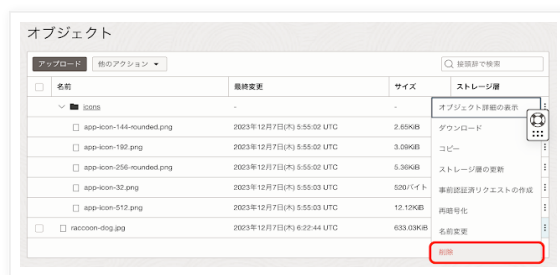 オブジェクト
アップロード 他のアクション 接頭辞で検索
名前 最終変更 サイズ ストレージ層
icons - -
オブジェクト詳細の表示
app-icon-144-rounded.png 2023年12月7日(木) 5:55:02 UTC 2.65KiB
ダウンロード
app-icon-192.png 2023年12月7日(木) 5:55:02 UTC 3.09KiB
コピー
app-icon-256-rounded.png 2023年12月7日(木) 5:55:02 UTC 5.36KiB
ストレージ層の更新
app-icon-32.png 2023年12月7日(木) 5:55:03 UTC 520バイト
事前認証済リクエストの作成
app-icon-512.png 2023年12月7日(木) 5:55:03 UTC 12.12KiB
再暗号化
raccoon-dog.jpg 2023年12月7日(木) 6:22:44 UTC 633.03KiB
名前変更
削除